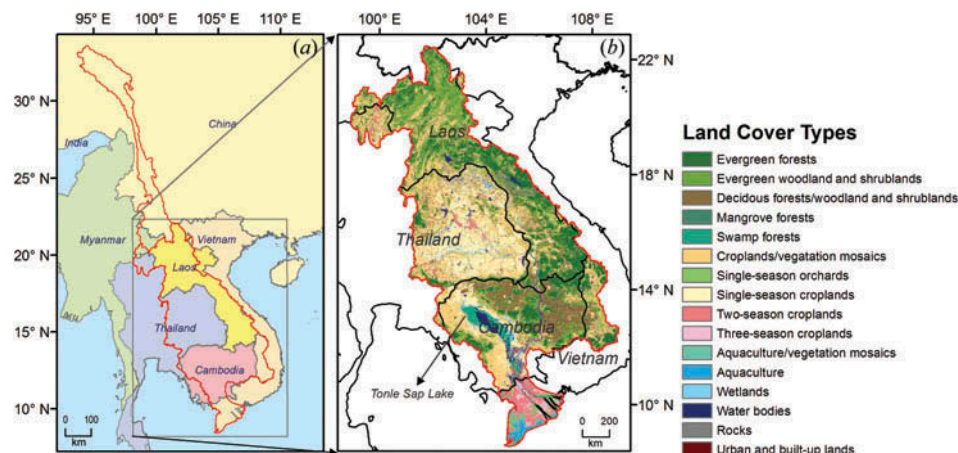 95° E 100° E 105° E 110° E
100° E 104° E 108° E
(a)
(b)
30° N
25° N
20° N
15° N
10° N
22° N
18° N
14° N
10° N
China
India
Myanmar
Vietnam
Laos
Thailand
Cambodia
0 100
km
Laos
Thailand
Cambodia
Vietnam
Tonle Sap Lake
0 100
km
Land Cover Types
Evergreen forests
Evergreen woodland and shrublands
Decidous forests/woodland and shrublands
Mangrove forests
Swamp forests
Croplands/vegatation mosaics
Single-season orchards
Single-season croplands
Two-season croplands
Three-season croplands
Aquaculture/vegetation mosaics
Aquaculture
Wetlands
Water bodies
Rocks
Urban and built-up lands